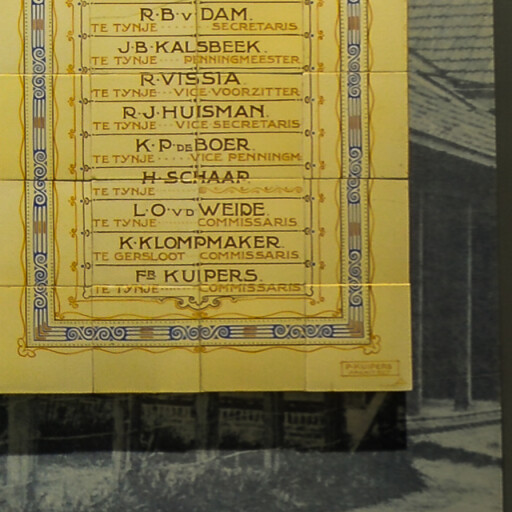 R·B·v·DAM.
TE TYNJE ···· SECRETARIS
J·B·KALSBEEK.
TE TYNJE ··· PENNINGMEESTER
R·VISSIA.
TE TYNJE ··· VICE VOORZITTER
R·J·HUISMAN.
TE TYNJE ··· VICE SECRETARIS
K·P·DE BOER.
TE TYNJE ······ VICE PENNINGM:
H·SCHAAP.
TE TYNJE ······
L·O·VD WEIDE.
TE TYNJE ······ COMMISSARIS
K·KLOMPMAKER.
TE GERSLOOT COMMISSARIS
FR KUIPERS.
TE TYNJE ······ COMMISSARIS